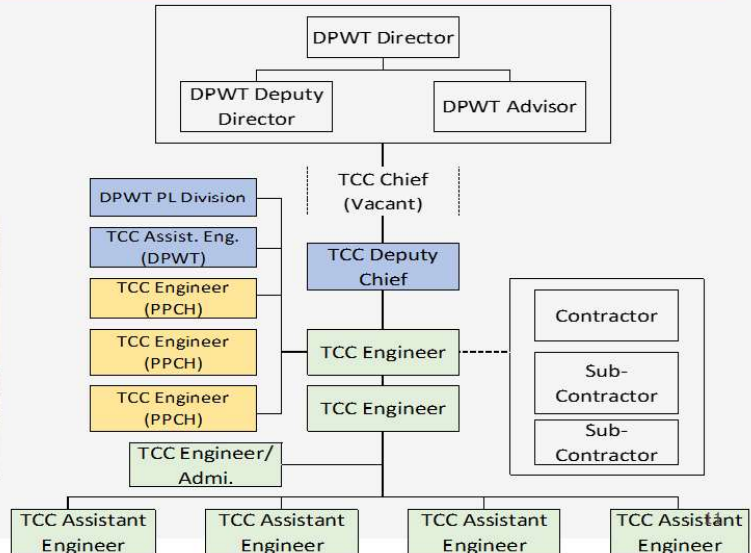 DPWT Director
DPWT Deputy
Director
DPWT Advisor
TCC Chief
(Vacant)
DPWT PL Division
TCC Assist. Eng.
(DPWT)
TCC Deputy
Chief
TCC Engineer
(PPCH)
TCC Engineer
(PPCH)
TCC Engineer
(PPCH)
TCC Engineer
TCC Engineer
Contractor
Sub-
Contractor
Sub-
Contractor
TCC Engineer/
Admi.
TCC Assistant
Engineer
TCC Assistant
Engineer
TCC Assistant
Engineer
TCC Assistant
Engineer